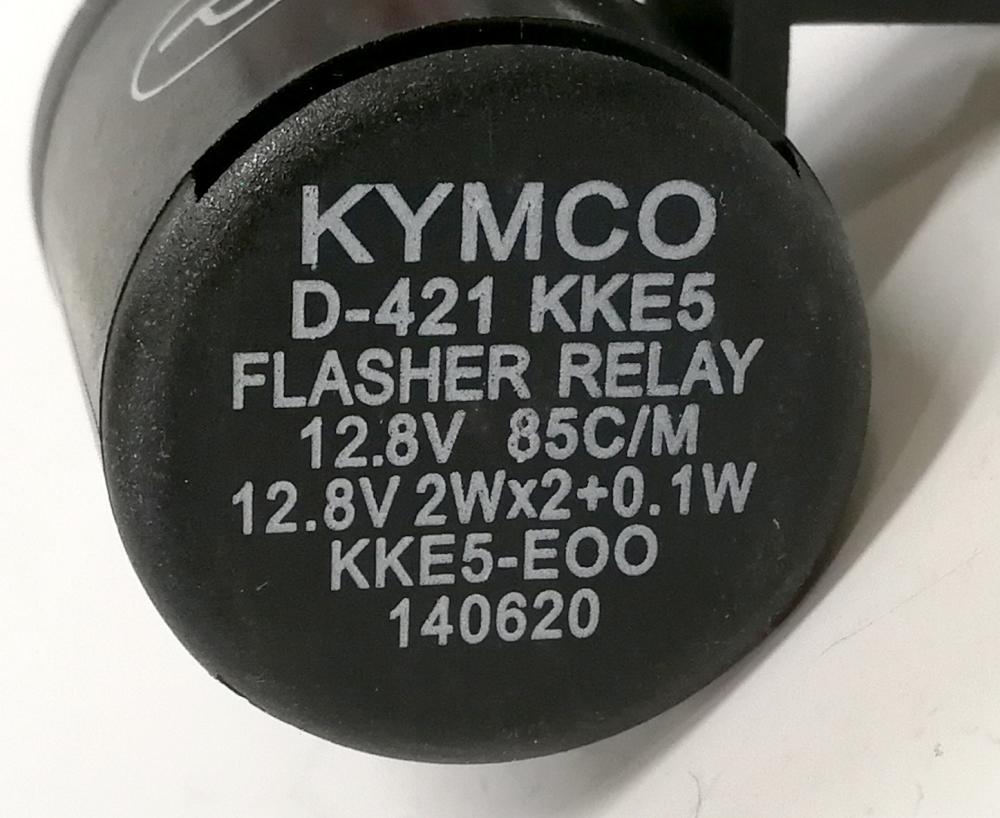 KYMCO
D-421 KKE5
FLASHER RELAY
12.8V 85C/M
12.8V 2Wx2+0.1W
KKE5-EOO
140620